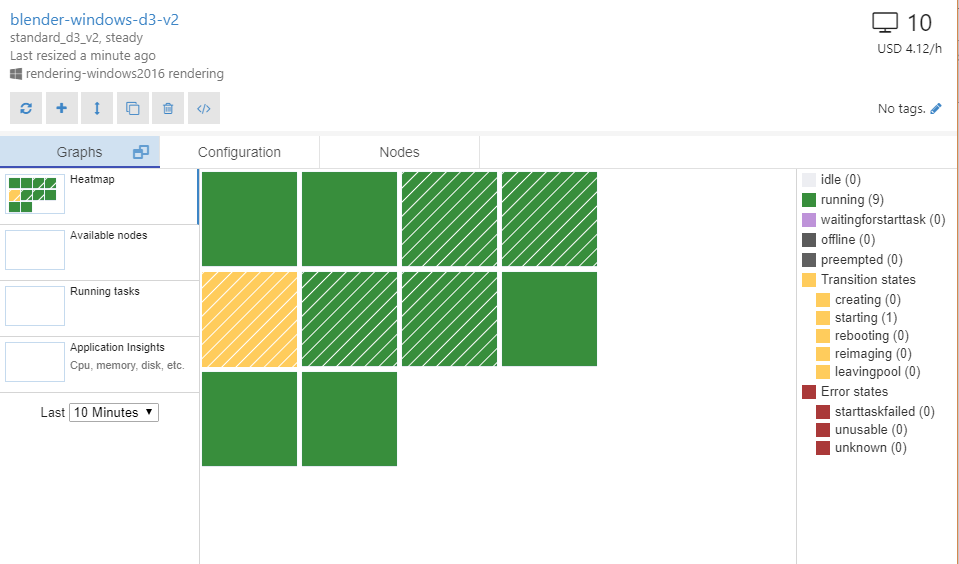 blender-windows-d3-v2
standard_d3_v2, steady
Last resized a minute ago
rendering-windows2016 rendering
10
USD 4.12/h
No tags.
Graphs
Configuration
Nodes
Heatmap
Available nodes
Running tasks
Application Insights
Cpu, memory, disk, etc.
Last 10 Minutes
idle (0)
running (9)
waitingforstarttask (0)
offline (0)
preempted (0)
Transition states
creating (0)
starting (1)
rebooting (0)
reimaging (0)
leavingpool (0)
Error states
starttaskfailed (0)
unusable (0)
unknown (0)